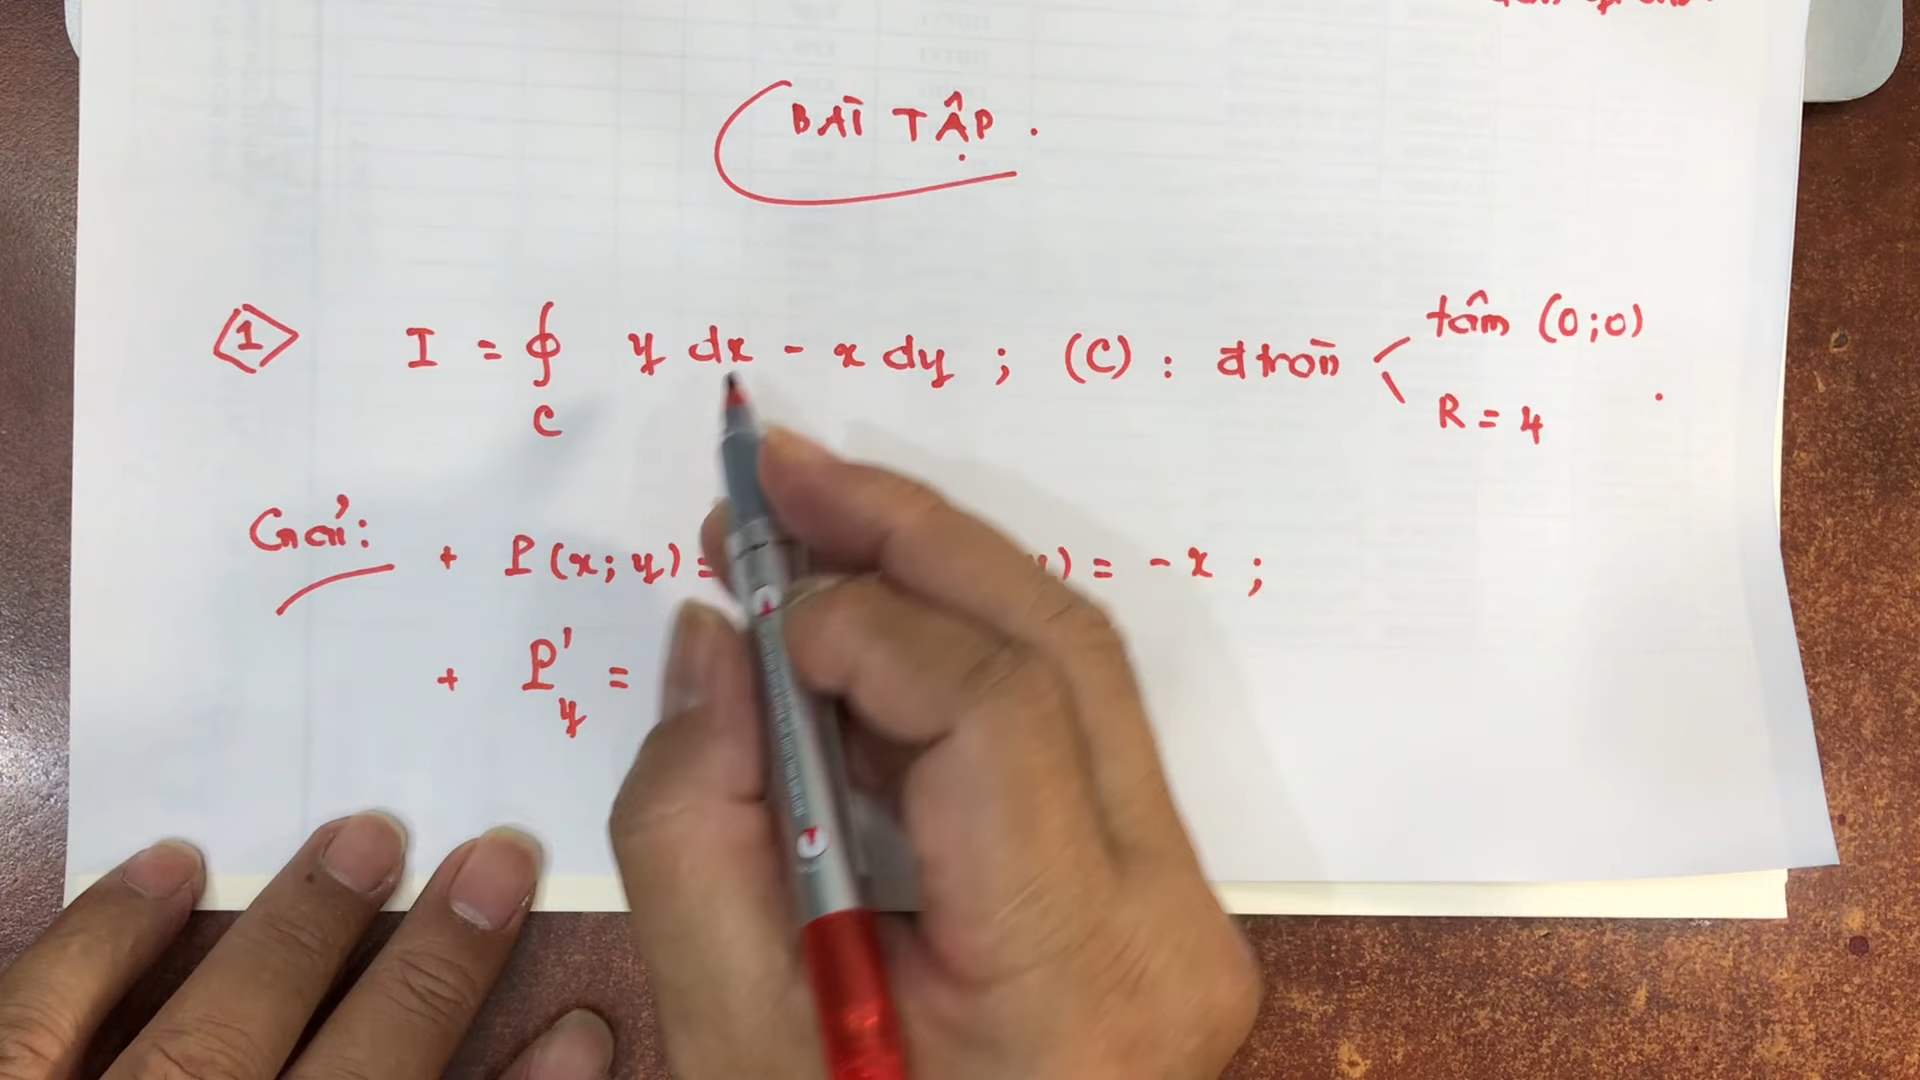 BÀI TẬP.
1 I = ∮ y dx - x dy ; (C) : đtròn tâm (0;0)
C R = 4 .
Giải: + P(x; y) = ) = - x ;
+ P'y =